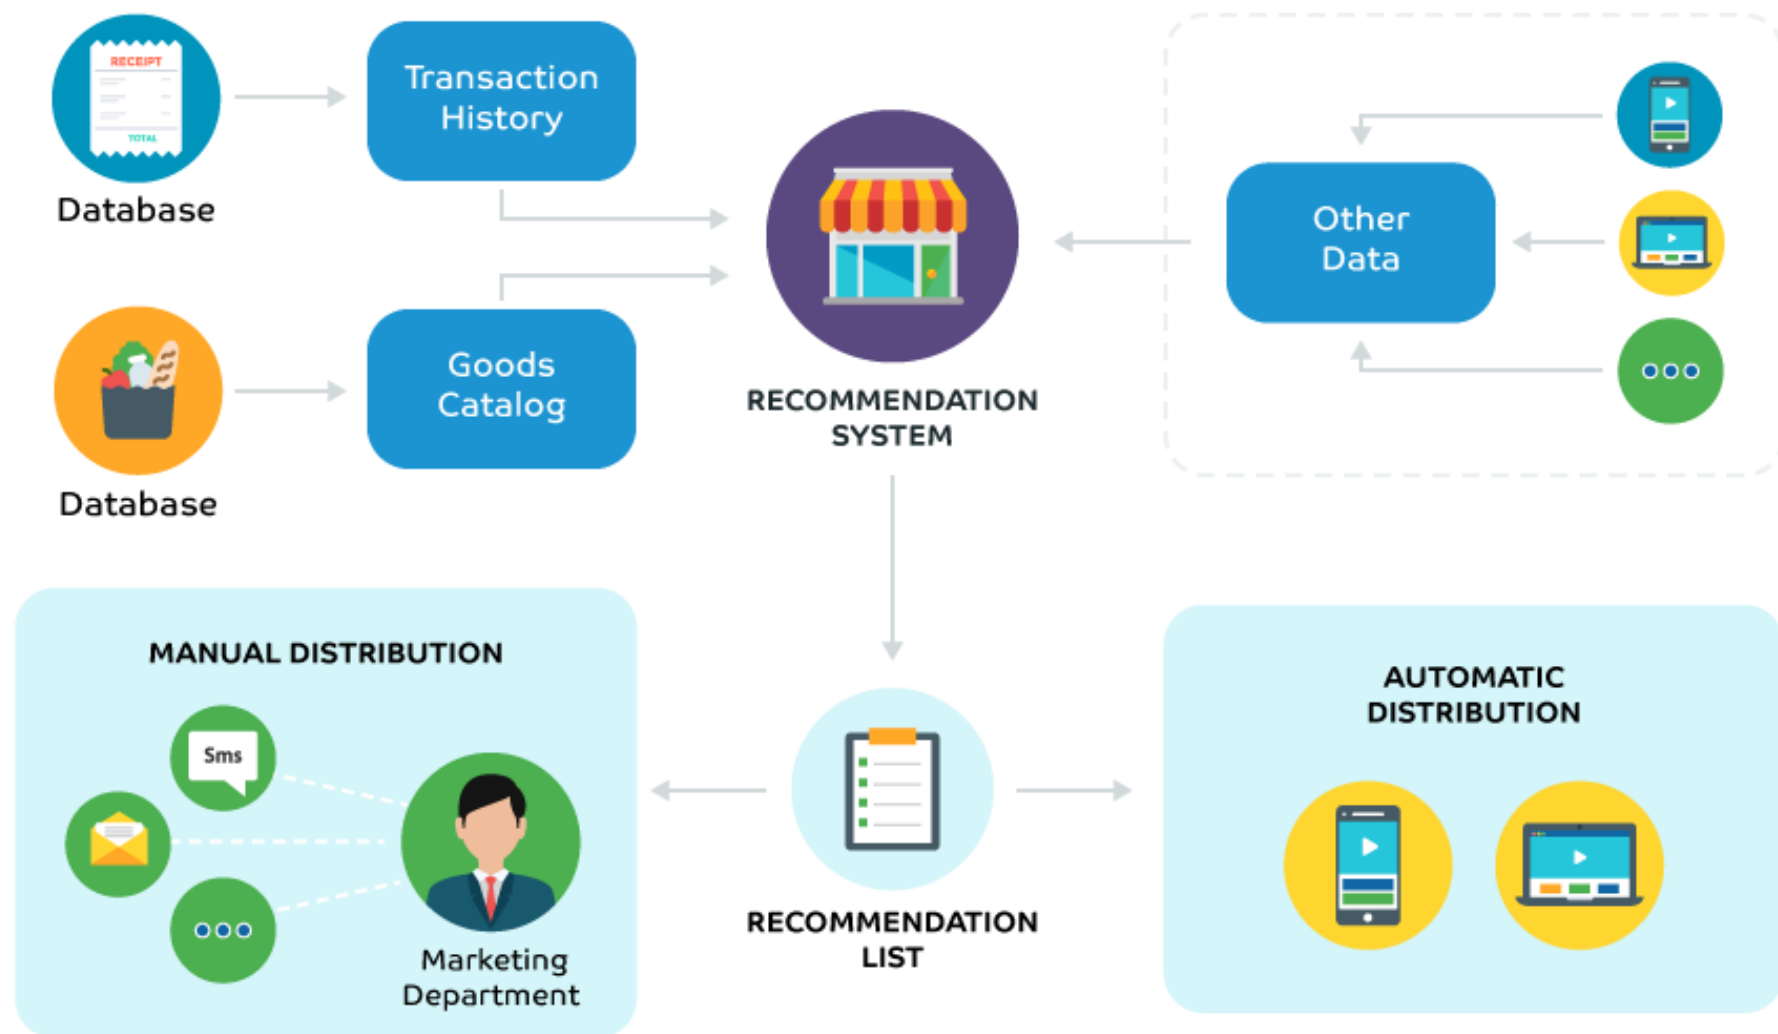 RECEIPT
TOTAL
Database
Transaction
History
Database
Goods
Catalog
RECOMMENDATION
SYSTEM
Other
Data
MANUAL DISTRIBUTION
Sms
Marketing
Department
RECOMMENDATION
LIST
AUTOMATIC
DISTRIBUTION